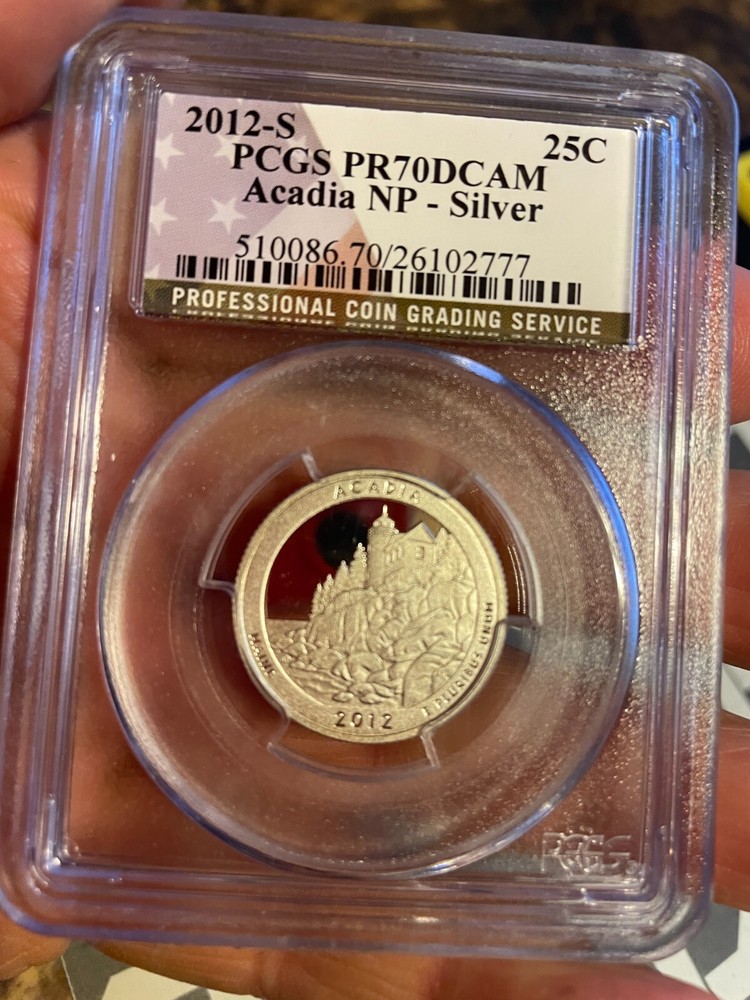 2012-S
25C
PCGS PR70DCAM
Acadia NP - Silver
510086.70/26102777
PROFESSIONAL COIN GRADING SERVICE
ACADIA
MAINE
E PLURIBUS UNUM
2012
PCGS